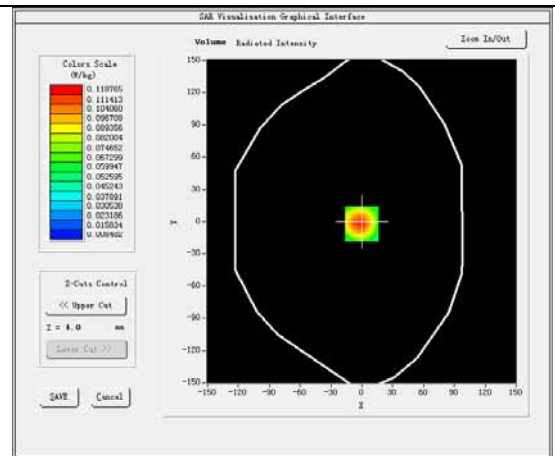 SAR Visualisation Graphical Interface
Volume Radiated Intensity
Zoom In/Out
Colors Scale
(W/kg)
0.118765
0.111413
0.104060
0.096708
0.089356
0.082004
0.074652
0.067299
0.059947
0.052595
0.045243
0.037891
0.030538
0.023186
0.015834
0.008482
Z-Cuts Control
<< Upper Cut
Z = 4.0 mm
Lower Cut >>
SAVE Cancel
150
120
90
60
30
0
-30
-60
-90
-120
-150
Y
-150 -120 -90 -60 -30 0 30 60 90 120 150
X